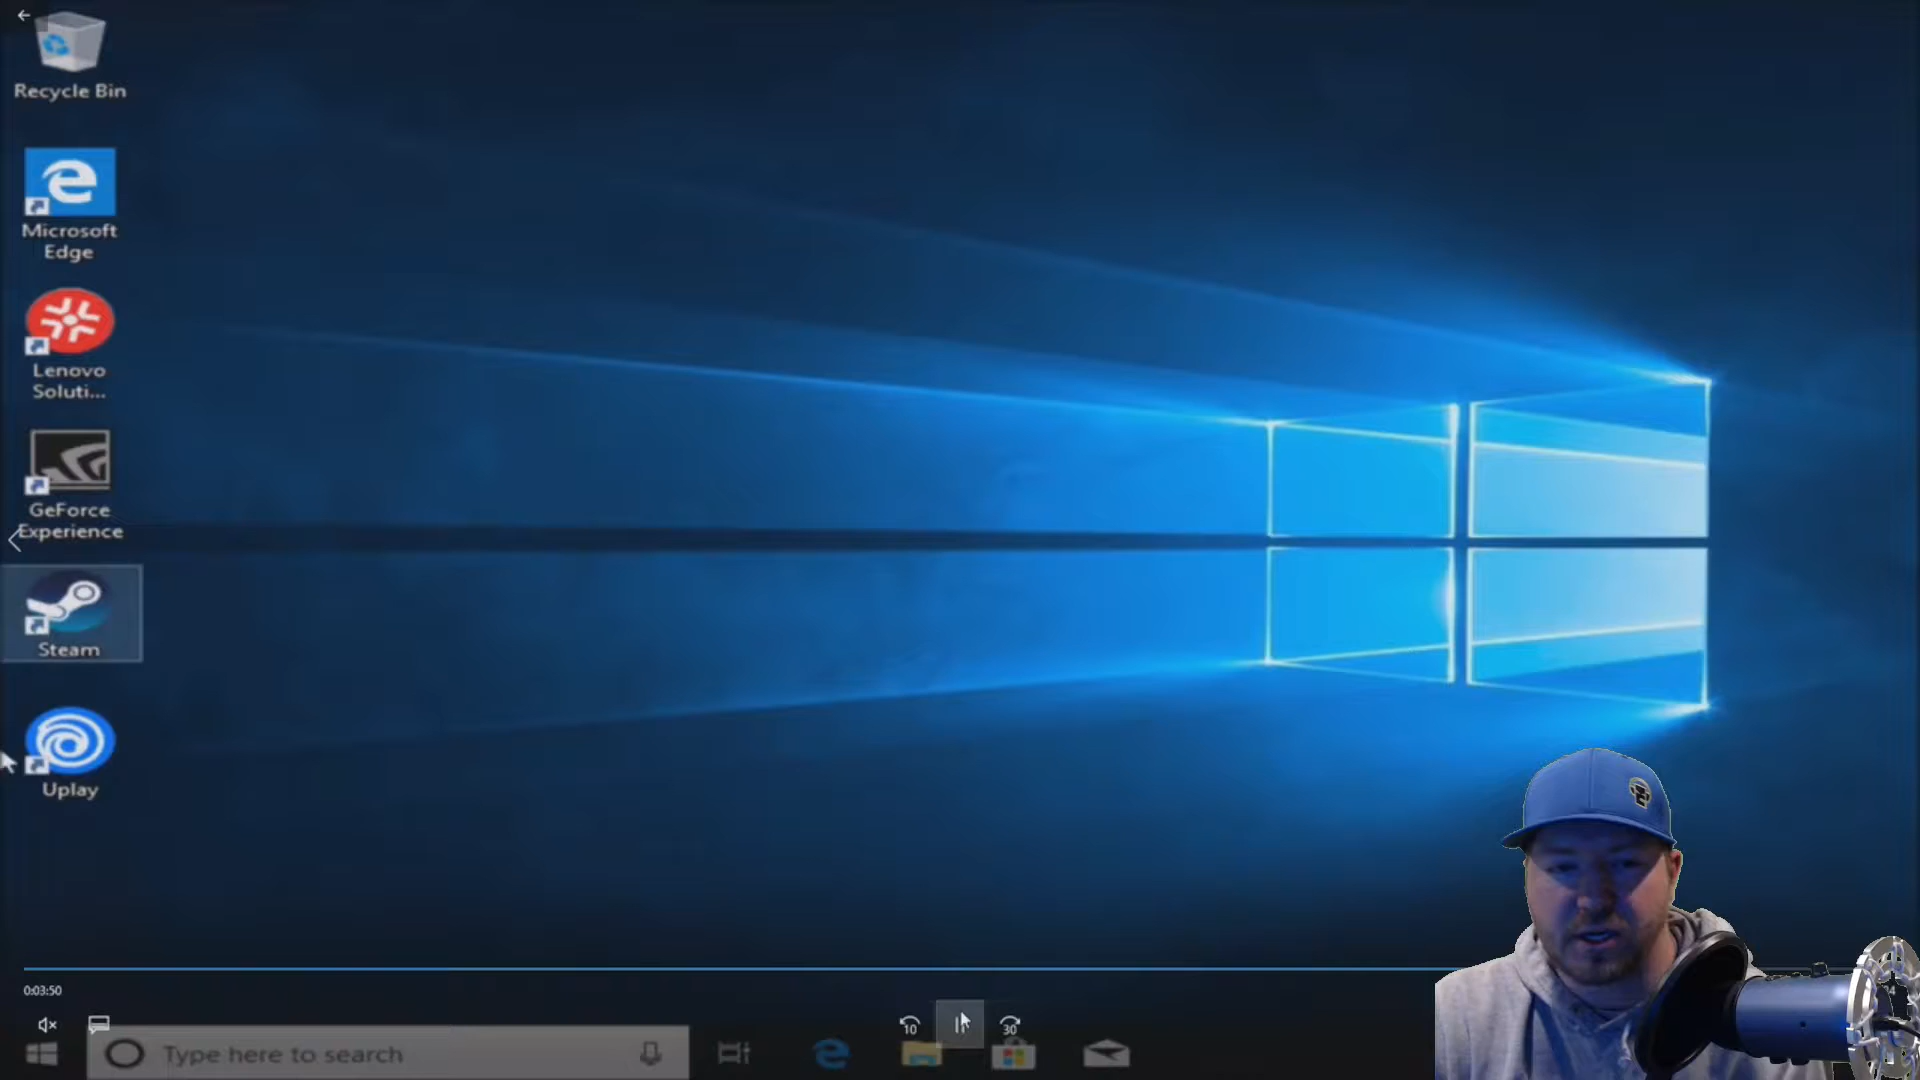 Recycle Bin
Microsoft
Edge
Lenovo
Soluti...
GeForce
Experience
Steam
Uplay
0:03:50
10
30
Type here to search